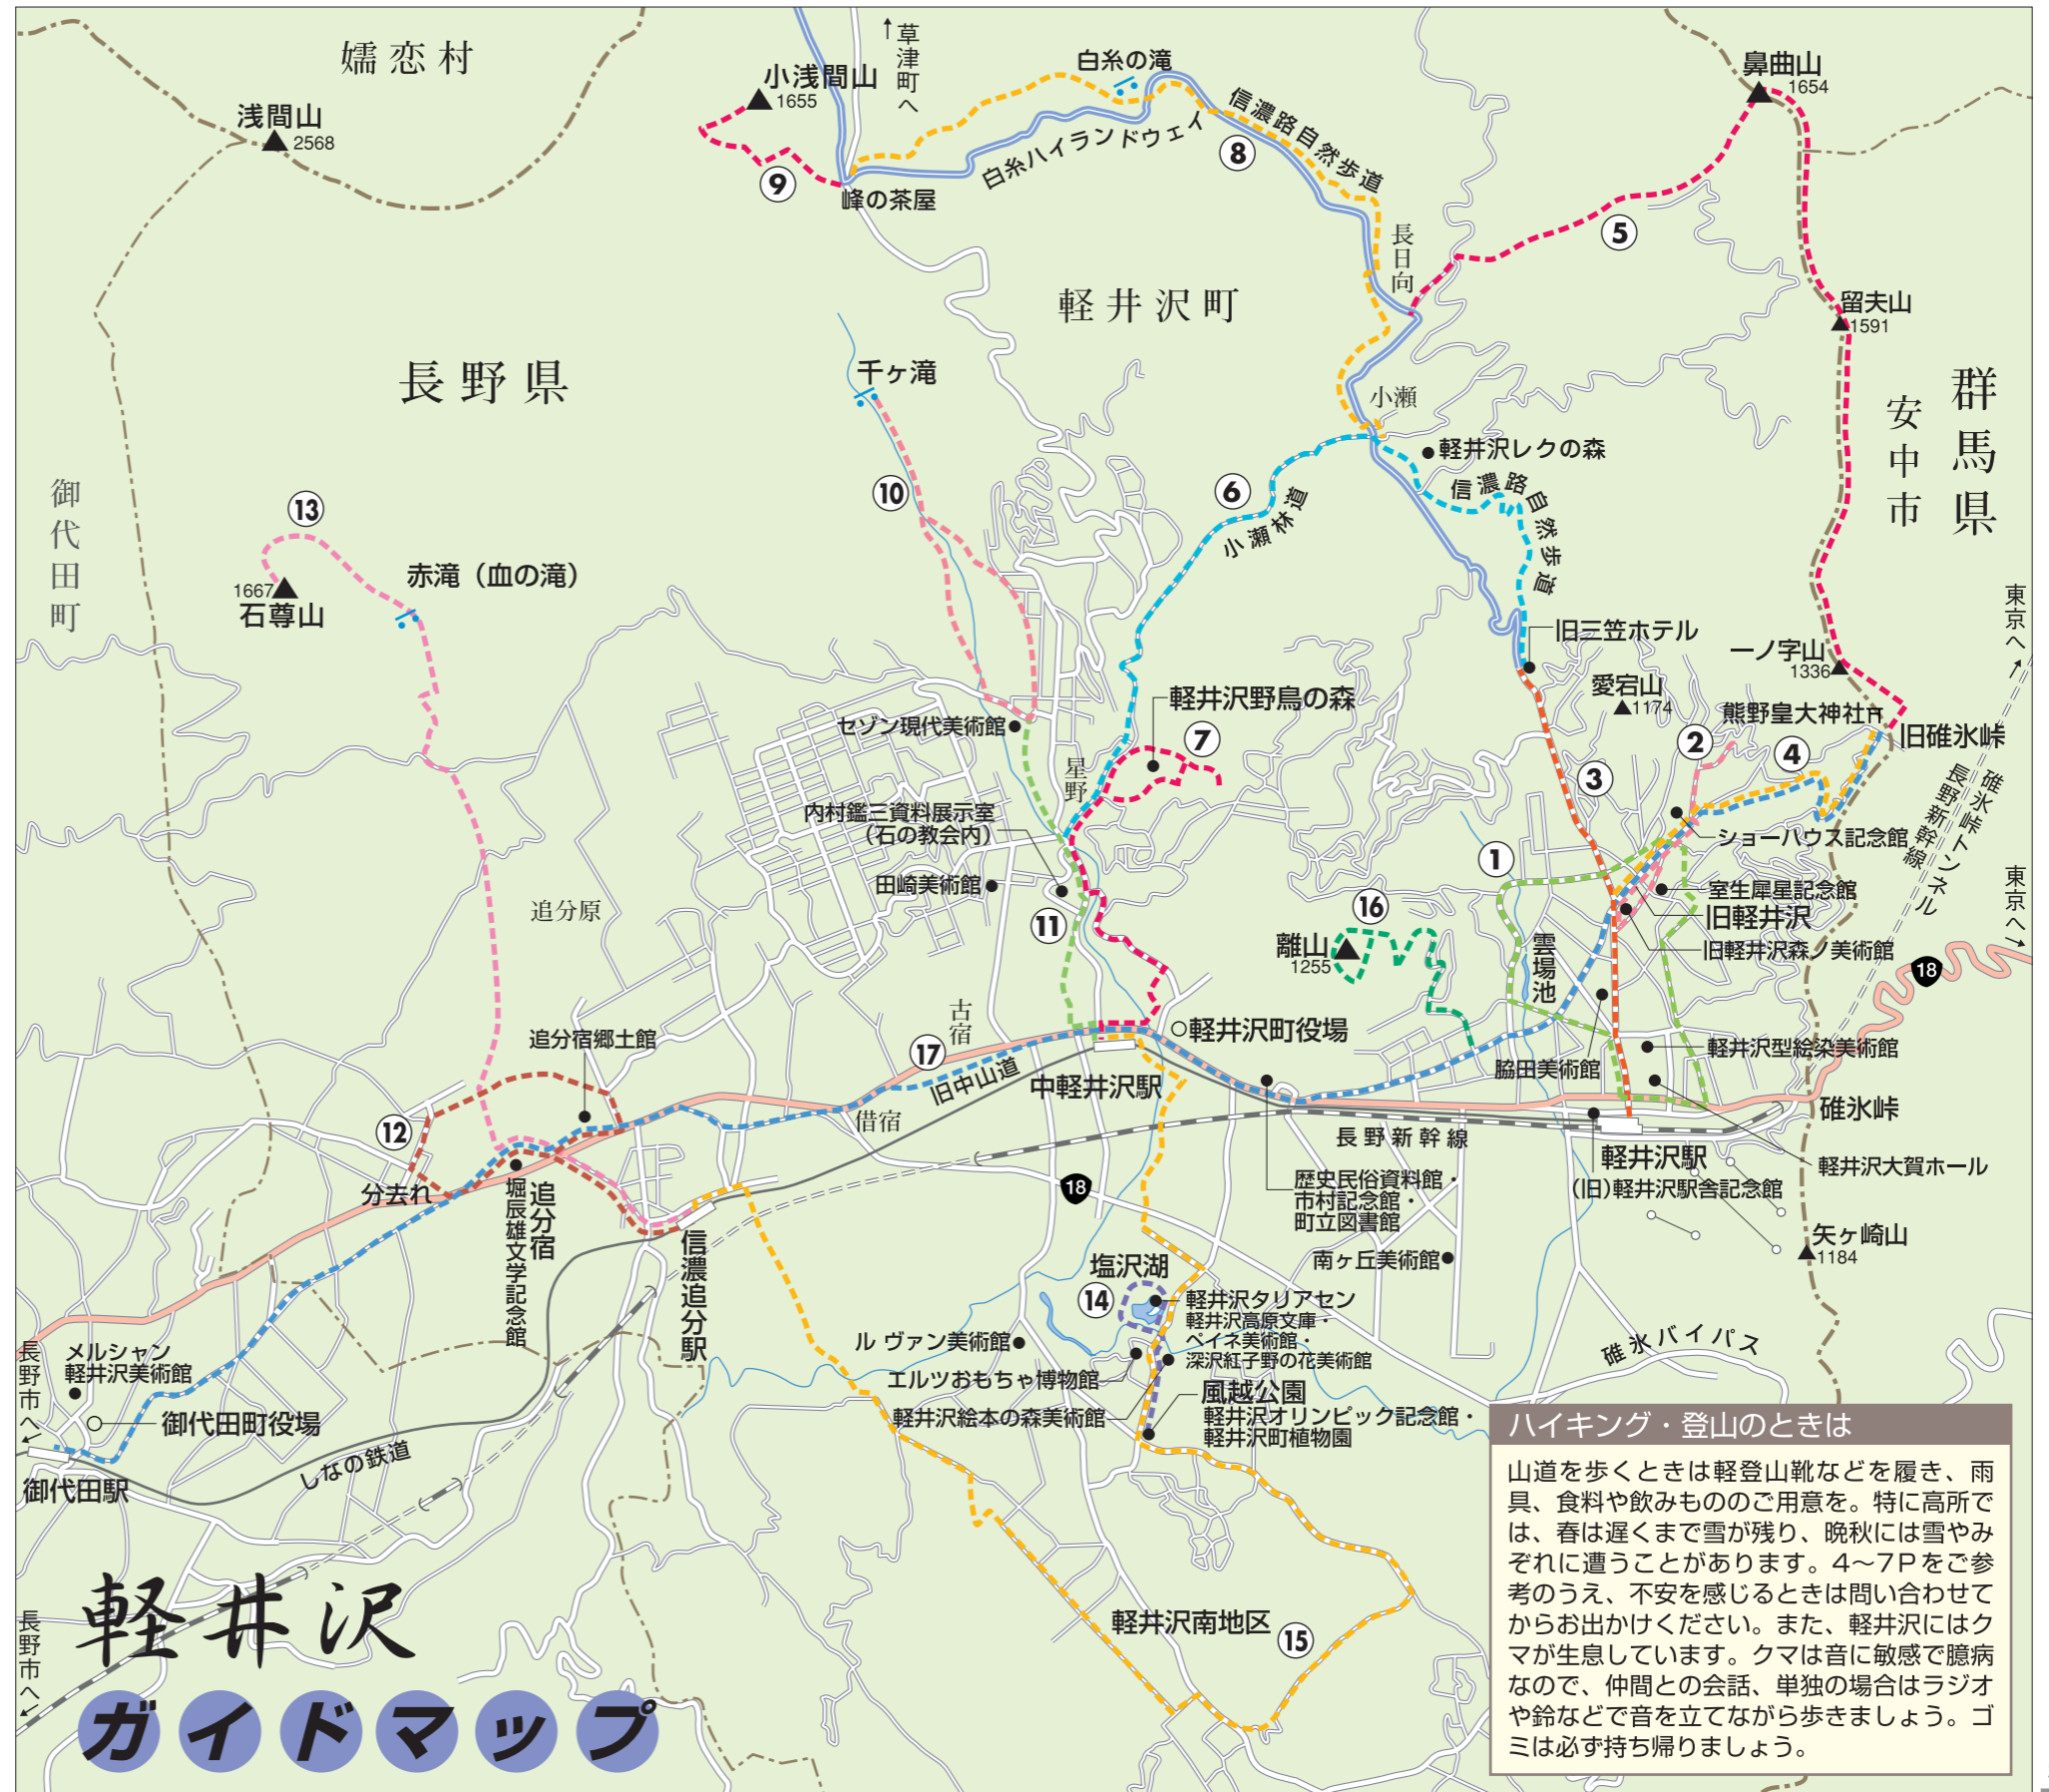 嬬恋村
浅間山
2568
小浅間山
1655
↑草津町へ
白糸の滝
信濃路自然歩道
白糸ハイランドウェイ
⑧
⑨
峰の茶屋
鼻曲山
1654
⑤
長日向
軽井沢町
留夫山
1591
長野県
千ヶ滝
小瀬
群馬県
安中市
軽井沢レクの森
信濃路自然歩道
⑩
⑥
小瀬林道
御代田町
⑬
1667
石尊山
赤滝（血の滝）
東京へ
旧三笠ホテル
一ノ字山
1336
愛宕山
1174
軽井沢野鳥の森
⑦
セゾン現代美術館
熊野皇大神社
②
④
旧碓氷峠
③
星野
碓氷峠トンネル
長野新幹線
内村鑑三資料展示室
（石の教会内）
ショーハウス記念館
①
田崎美術館
室生犀星記念館
東京へ
追分原
⑪
⑯
旧軽井沢
離山
1255
雲場池
旧軽井沢森ノ美術館
18
古宿
追分宿郷土館
⑰
旧中山道
軽井沢町役場
軽井沢型絵染美術館
脇田美術館
中軽井沢駅
借宿
⑫
碓氷峠
長野新幹線
軽井沢駅
軽井沢大賀ホール
(旧)軽井沢駅舎記念館
分去れ
追分宿
堀辰雄文学記念館
18
歴史民俗資料館・
市村記念館・
町立図書館
信濃追分駅
南ヶ丘美術館
矢ヶ崎山
1184
塩沢湖
⑭
軽井沢タリアセン
軽井沢高原文庫・
ペイネ美術館・
深沢紅子野の花美術館
ル ヴァン美術館
エルツおもちゃ博物館
軽井沢絵本の森美術館
風越公園
軽井沢オリンピック記念館・
軽井沢町植物園
碓氷バイパス
長野市へ
メルシャン
軽井沢美術館
御代田町役場
御代田駅
しなの鉄道
長野市へ
軽井沢南地区
⑮
軽井沢
ガイドマップ
ハイキング・登山のときは
山道を歩くときは軽登山靴などを履き、雨
具、食料や飲みもののご用意を。特に高所で
は、春は遅くまで雪が残り、晩秋には雪やみ
ぞれに遭うことがあります。4〜7Pをご参
考のうえ、不安を感じるときは問い合わせて
からお出かけください。また、軽井沢にはク
マが生息しています。クマは音に敏感で臆病
なので、仲間との会話、単独の場合はラジオ
や鈴などで音を立てながら歩きましょう。ゴ
ミは必ず持ち帰りましょう。